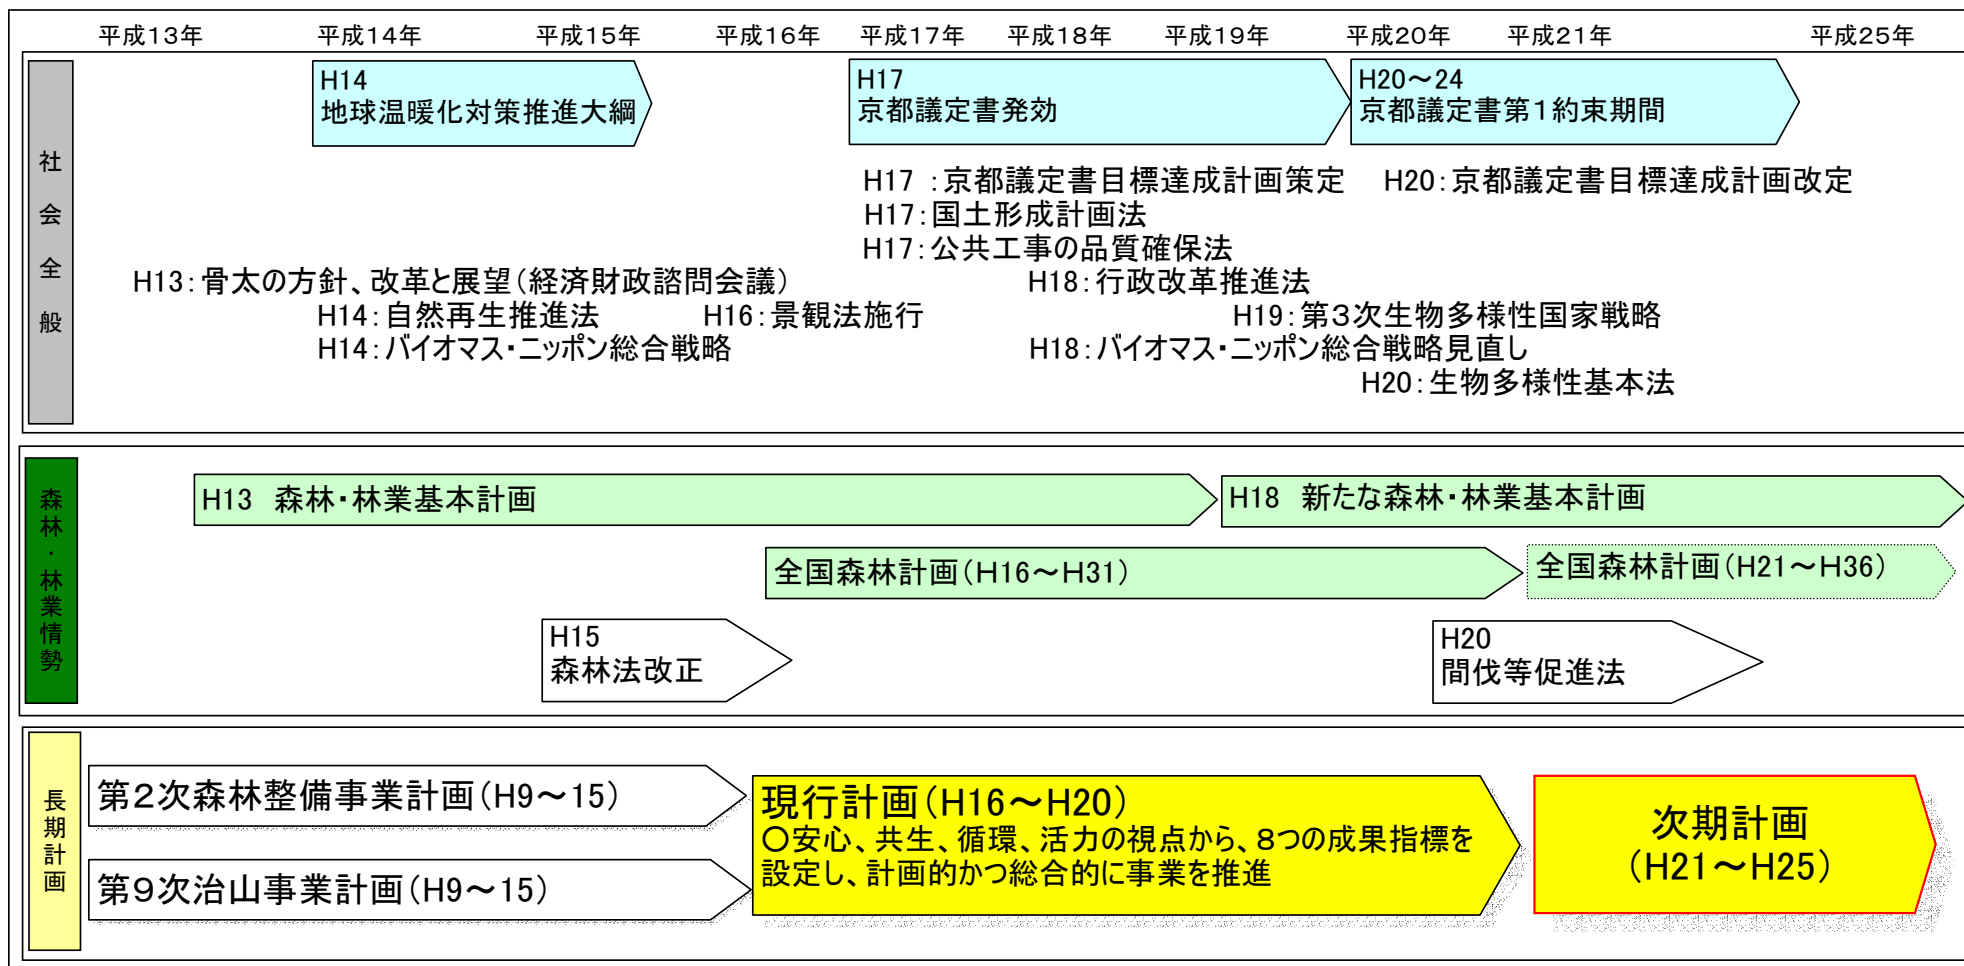 平成13年 平成14年 平成15年 平成16年 平成17年 平成18年 平成19年 平成20年 平成21年 平成25年
社会全般
H14
地球温暖化対策推進大綱
H17
京都議定書発効
H20～24
京都議定書第１約束期間
H17 ：京都議定書目標達成計画策定
H20：京都議定書目標達成計画改定
H17：国土形成計画法
H17：公共工事の品質確保法
H13：骨太の方針、改革と展望（経済財政諮問会議）
H18：行政改革推進法
H14：自然再生推進法
H16：景観法施行
H19：第３次生物多様性国家戦略
H14：バイオマス・ニッポン総合戦略
H18：バイオマス・ニッポン総合戦略見直し
H20：生物多様性基本法
森林・林業情勢
H13 森林・林業基本計画
H18 新たな森林・林業基本計画
全国森林計画（H16～H31）
全国森林計画（H21～H36）
H15
森林法改正
H20
間伐等促進法
長期計画
第２次森林整備事業計画（H9～15）
第９次治山事業計画（H9～15）
現行計画（H16～H20）
○安心、共生、循環、活力の視点から、８つの成果指標を
設定し、計画的かつ総合的に事業を推進
次期計画
（H21～H25）